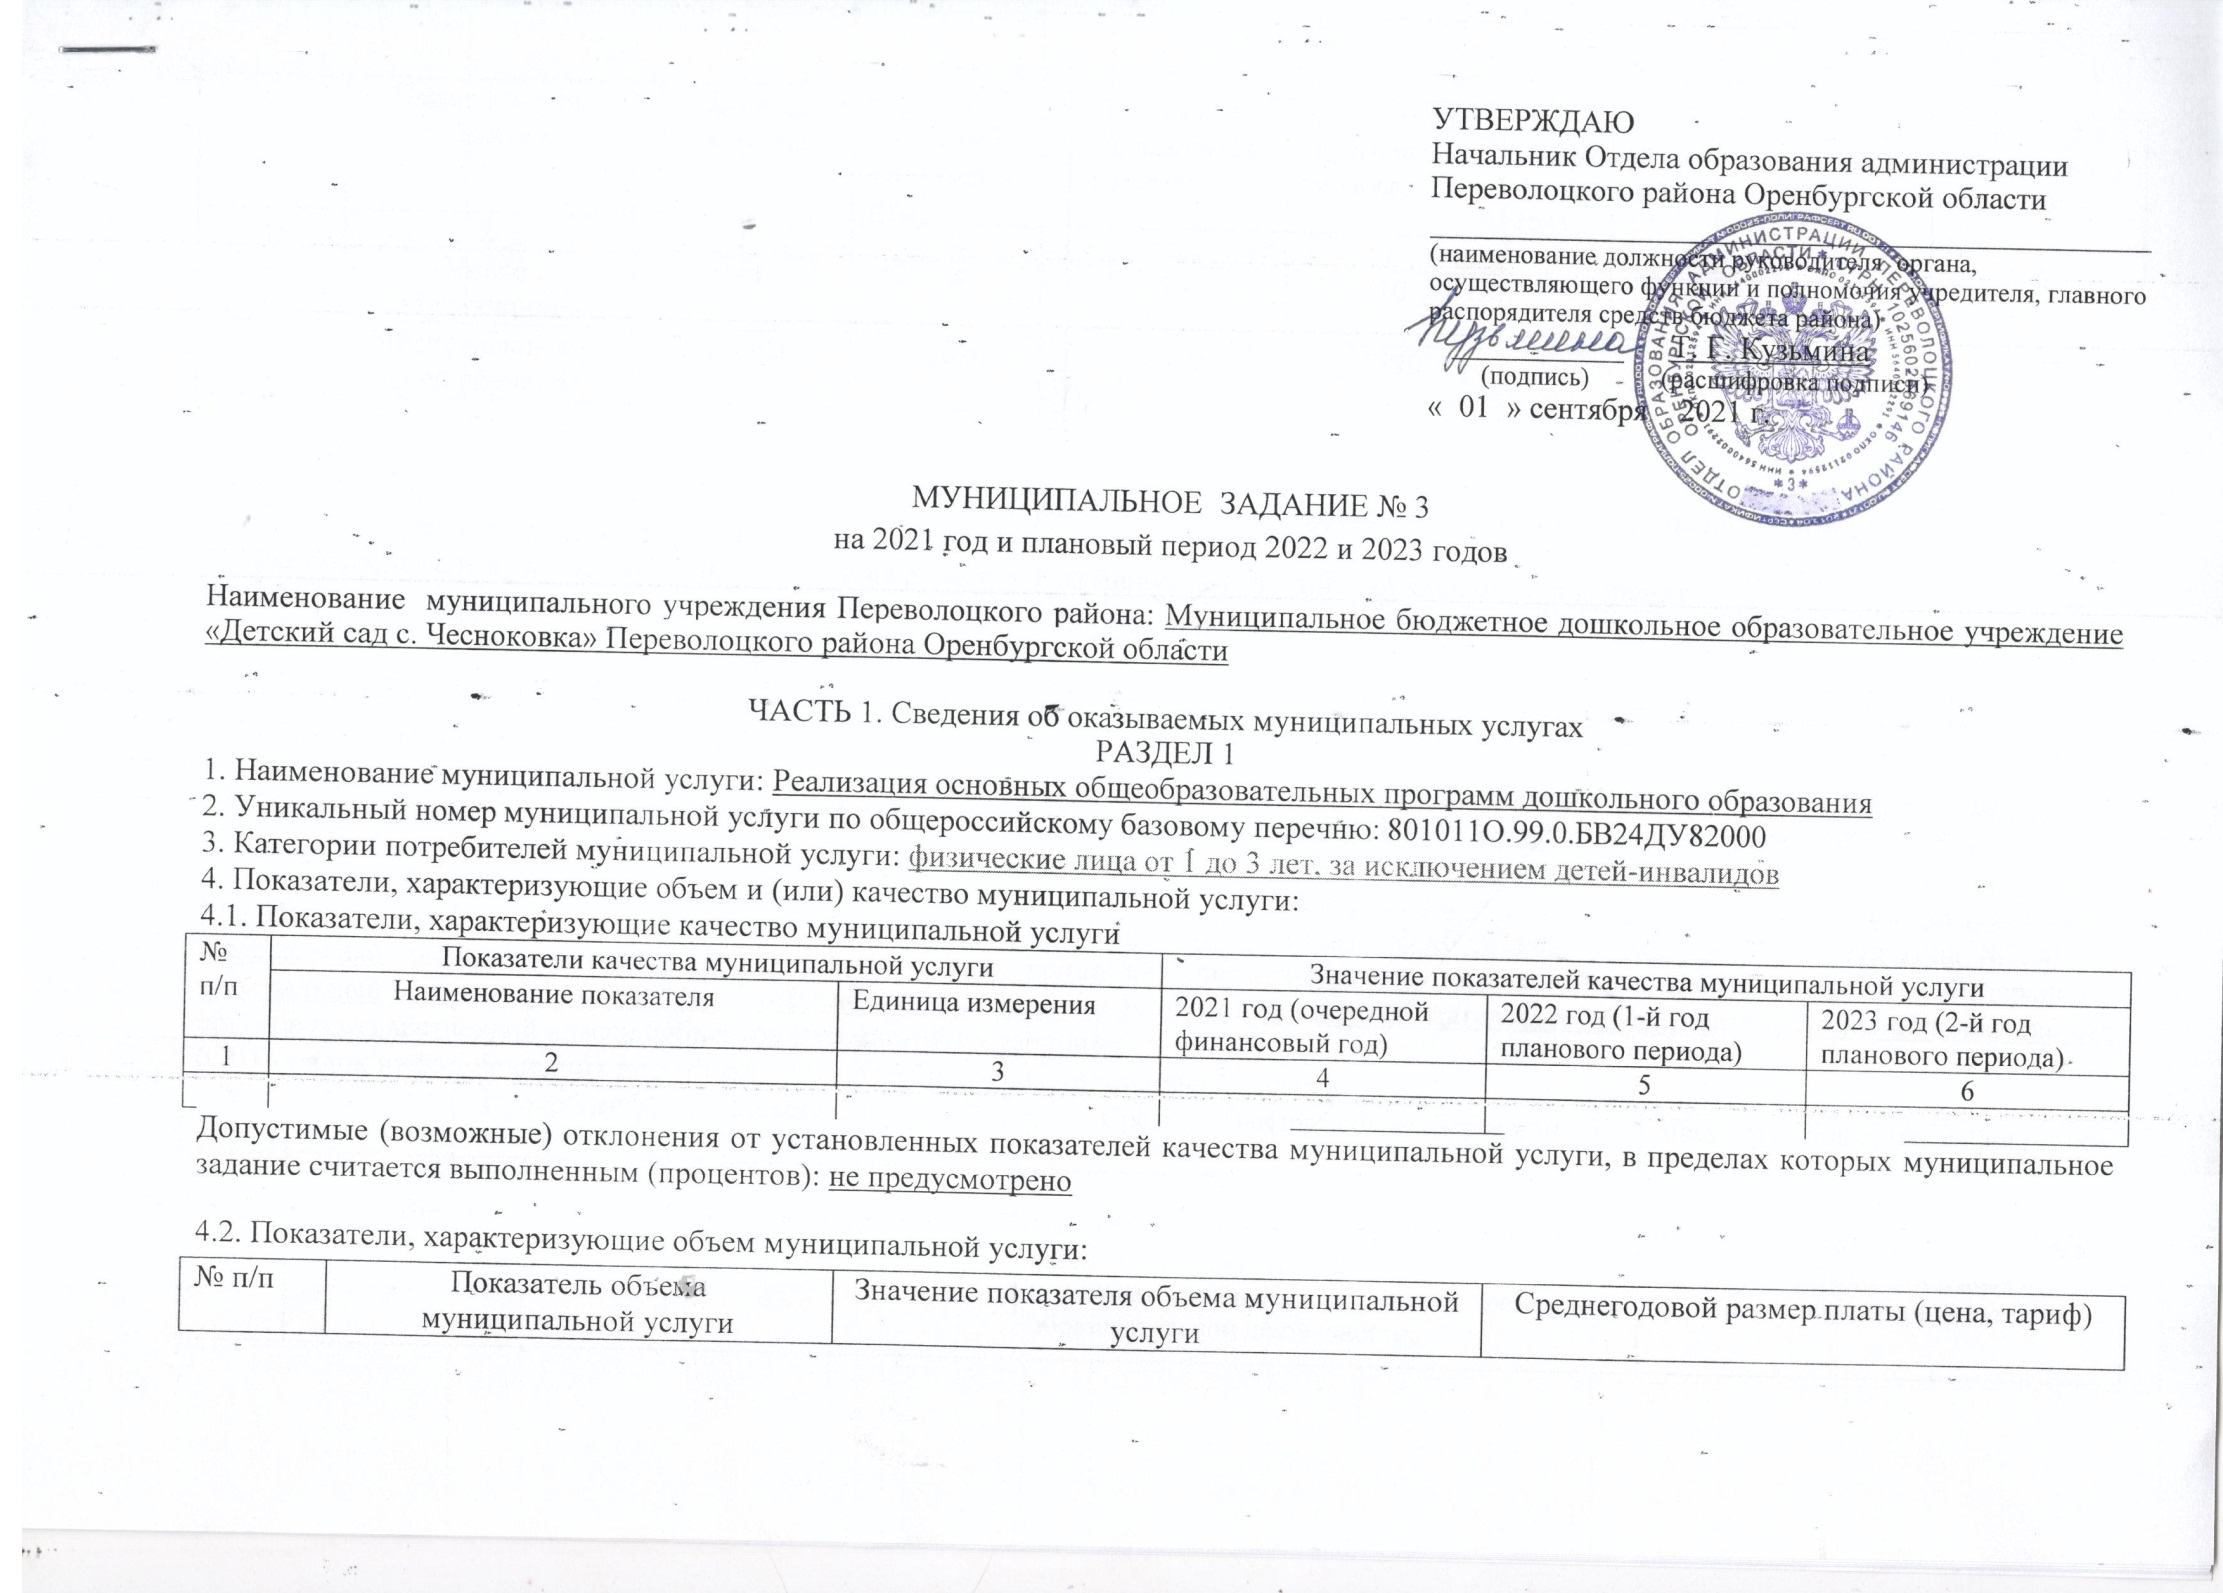 УТВЕРЖДАЮ
Начальник Отдела образования администрации
Переволоцкого района Оренбургской области
(наименование должности руководителя органа,
осуществляющего функции и полномочия учредителя, главного
распорядителя средств бюджета района)
Кузьмина Т. Г. Кузьмина
(подпись) (расшифровка подписи)
« 01 » сентября 2021 г.
ОТДЕЛ ОБРАЗОВАНИЯ АДМИНИСТРАЦИИ ПЕРЕВОЛОЦКОГО РАЙОНА
ОРЕНБУРГСКОЙ ОБЛАСТИ
* 3 *
МУНИЦИПАЛЬНОЕ ЗАДАНИЕ № 3
на 2021 год и плановый период 2022 и 2023 годов
Наименование муниципального учреждения Переволоцкого района: Муниципальное бюджетное дошкольное образовательное учреждение
«Детский сад с. Чесноковка» Переволоцкого района Оренбургской области
ЧАСТЬ 1. Сведения об оказываемых муниципальных услугах
РАЗДЕЛ 1
1. Наименование муниципальной услуги: Реализация основных общеобразовательных программ дошкольного образования
2. Уникальный номер муниципальной услуги по общероссийскому базовому перечню: 801011О.99.0.БВ24ДУ82000
3. Категории потребителей муниципальной услуги: физические лица от 1 до 3 лет, за исключением детей-инвалидов
4. Показатели, характеризующие объем и (или) качество муниципальной услуги:
4.1. Показатели, характеризующие качество муниципальной услуги
№ п/п Показатели качества муниципальной услуги Значение показателей качества муниципальной услуги
Наименование показателя Единица измерения 2021 год (очередной финансовый год) 2022 год (1-й год планового периода) 2023 год (2-й год планового периода)
1 2 3 4 5 6
Допустимые (возможные) отклонения от установленных показателей качества муниципальной услуги, в пределах которых муниципальное
задание считается выполненным (процентов): не предусмотрено
4.2. Показатели, характеризующие объем муниципальной услуги:
№ п/п Показатель объема Значение показателя объема муниципальной Среднегодовой размер платы (цена, тариф)
муниципальной услуги услуги